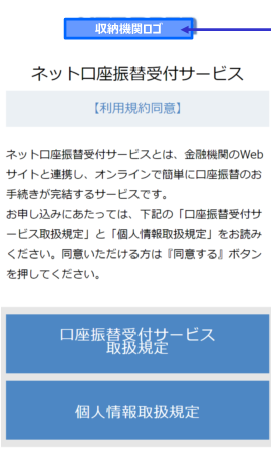 収納機関ロゴ
ネット口座振替受付サービス
【利用規約同意】
ネット口座振替受付サービスとは、金融機関のWeb
サイトと連携し、オンラインで簡単に口座振替のお
手続きが完結するサービスです。
お申し込みにあたっては、下記の「口座振替受付サ
ービス取扱規定」と「個人情報取扱規定」をお読み
ください。同意いただける方は『同意する』ボタン
を押してください。
口座振替受付サービス
取扱規定
個人情報取扱規定